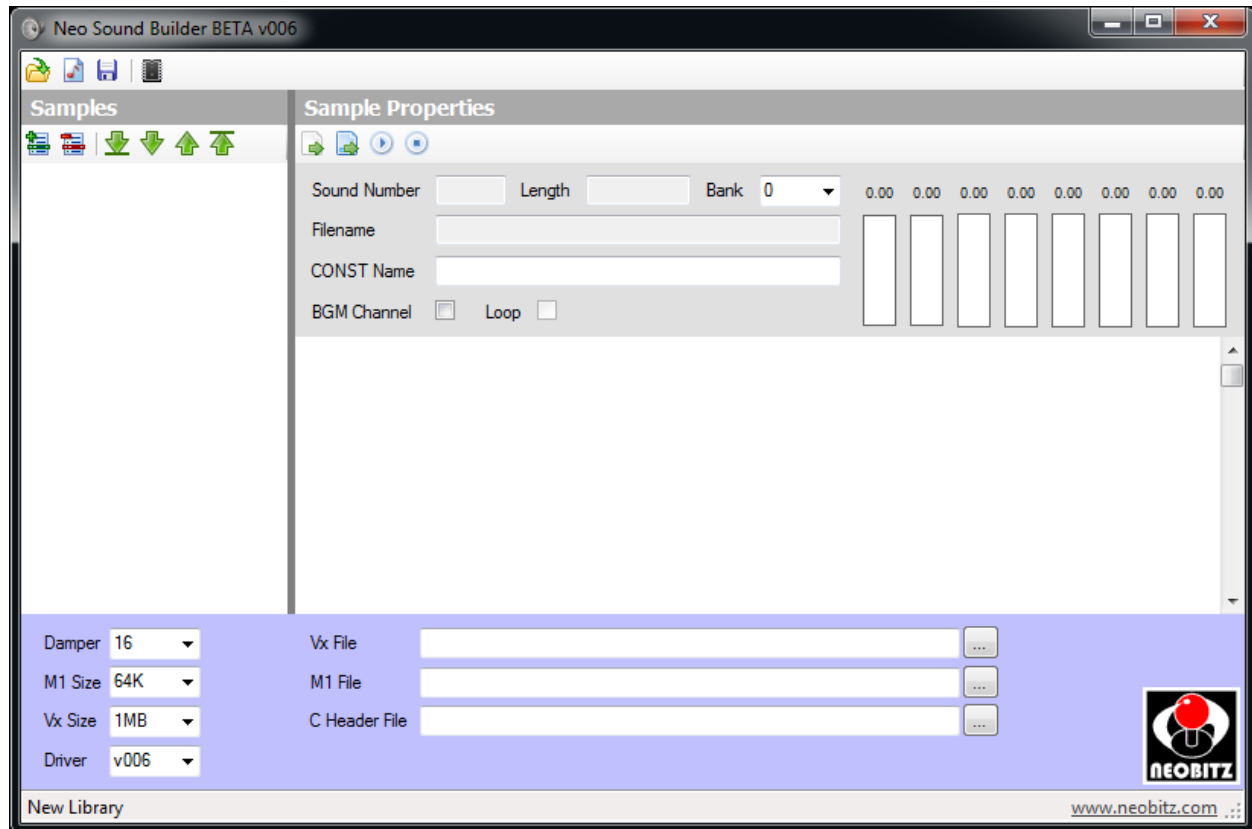 Neo Sound Builder BETA v006
Samples
Sample Properties
Sound Number Length Bank 0
0.00 0.00 0.00 0.00 0.00 0.00 0.00 0.00
Filename
CONST Name
BGM Channel Loop
Damper 16
Vx File ...
M1 Size 64K
M1 File ...
Vx Size 1MB
C Header File ...
Driver v006
NEOBITZ
New Library
www.neobitz.com